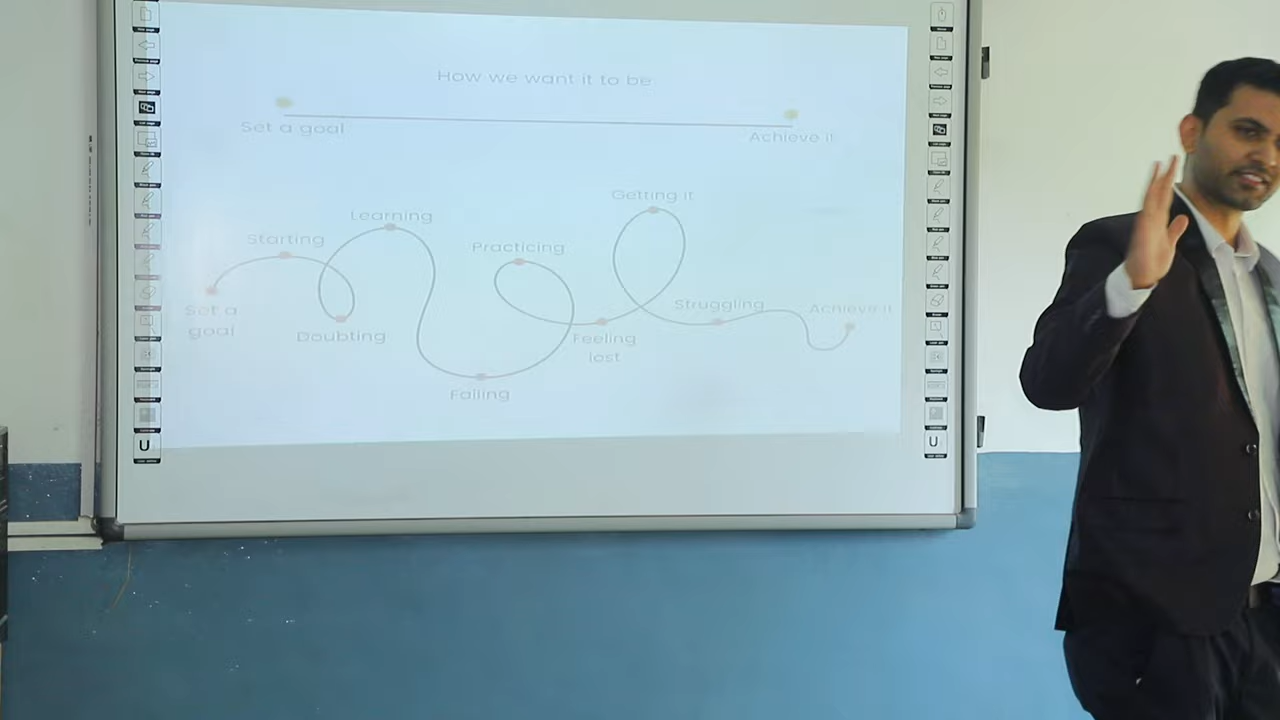 How we want it to be:
Set a goal
Achieve it
Getting it
Learning
Starting
Practicing
Struggling
Achieve it
Set a
goal
Doubting
Feeling
lost
Failing
U
U